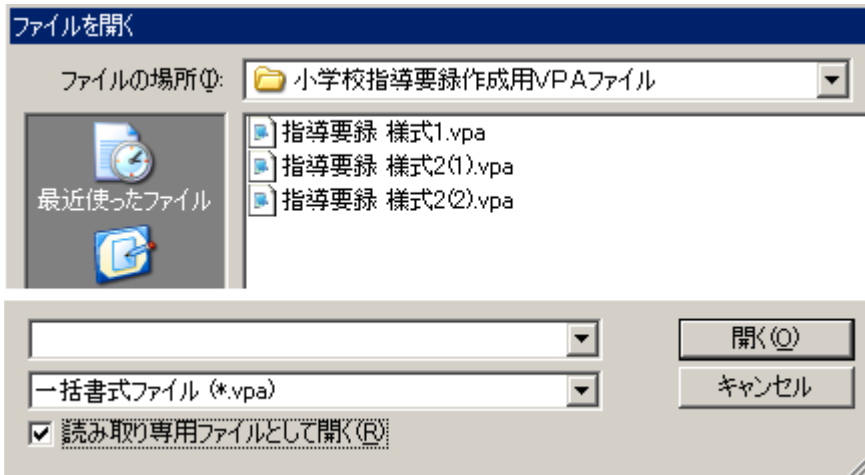 ファイルを開く
ファイルの場所(I):
小学校指導要録作成用VPAファイル
指導要録 様式1.vpa
指導要録 様式2(1).vpa
指導要録 様式2(2).vpa
最近使ったファイル
開く(O)
一括書式ファイル (*.vpa)
キャンセル
読み取り専用ファイルとして開く(R)